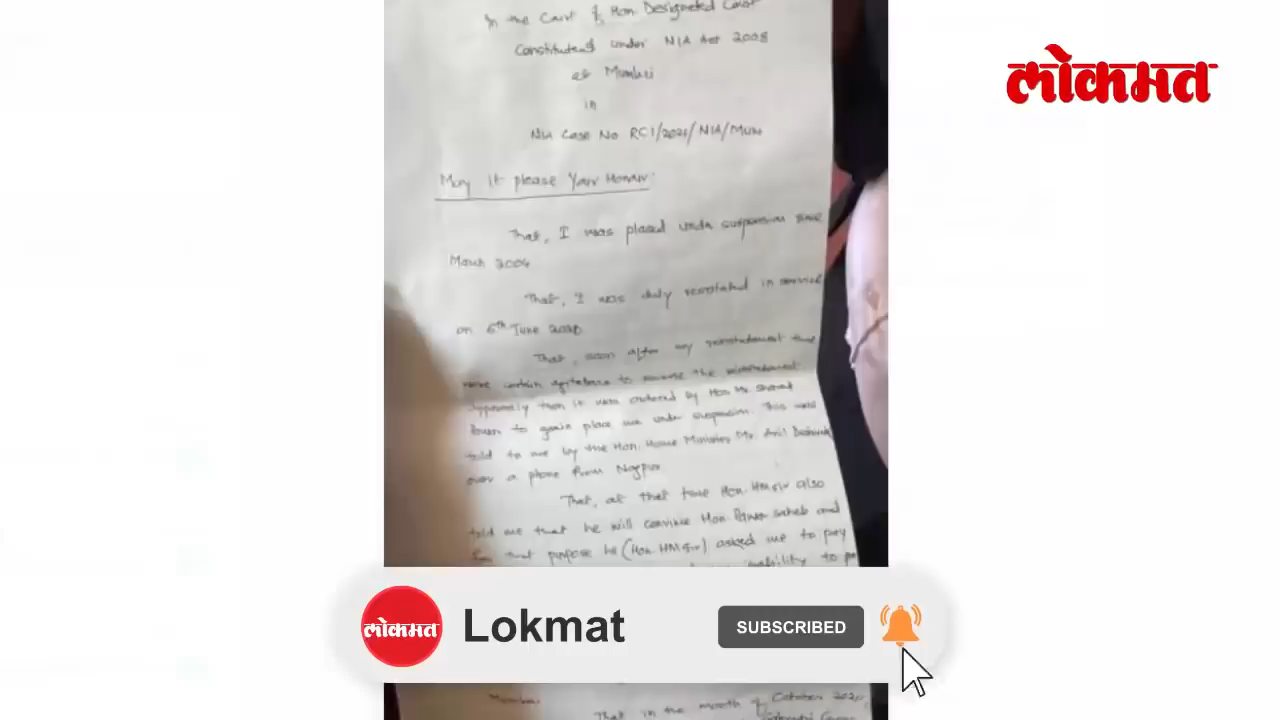 In the Court of Hon. Designated Court
Constituted under NIA Act 2008
at Mumbai
in
NIA Case No RC1/2021/NIA/MUM
लोकमत
May it please Your Honour:
That, I was placed under suspension since
March 2004
That, I was duly reinstated in service
on 6th June 2020
That, soon after my reinstatement there
were certain agitations to reverse the reinstatement
then it was ordered by Hon Mr. Sharad
Pawar to again place me under suspension. This was
told to me by the Hon. Home Minister Mr. Anil Deshmukh
over a phone from Nagpur
That, at that time Hon. HM Sir also
told me that he will convince Hon. Pawar Saheb and
for that purpose he (Hon. HM Sir) asked me to pay
inability to
लोकमत
Lokmat
SUBSCRIBED
Mumbai
That in the month of October 2020,